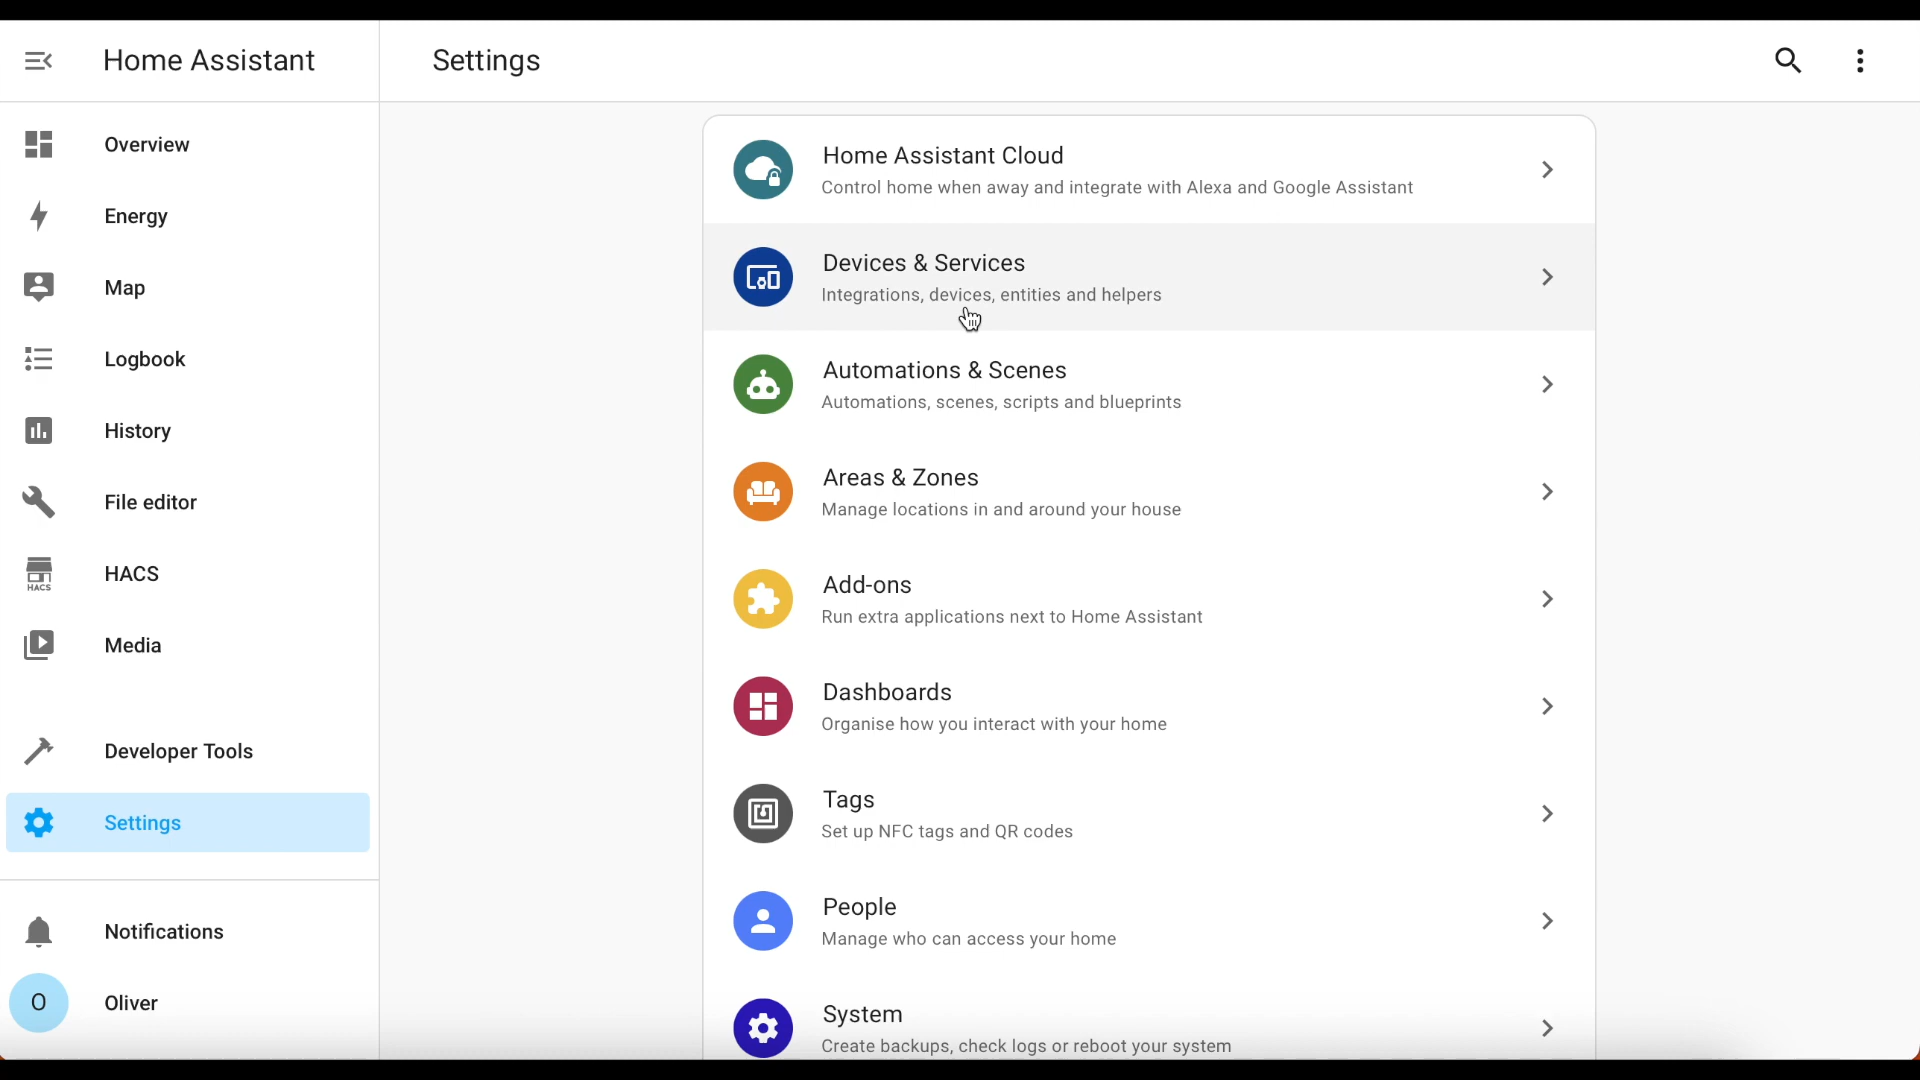 Home Assistant
Settings
Overview
Energy
Map
Logbook
History
File editor
HACS
HACS
Media
Developer Tools
Settings
Notifications
O
Oliver
Home Assistant Cloud
Control home when away and integrate with Alexa and Google Assistant
Devices & Services
Integrations, devices, entities and helpers
Automations & Scenes
Automations, scenes, scripts and blueprints
Areas & Zones
Manage locations in and around your house
Add-ons
Run extra applications next to Home Assistant
Dashboards
Organise how you interact with your home
Tags
Set up NFC tags and QR codes
People
Manage who can access your home
System
Create backups, check logs or reboot your system